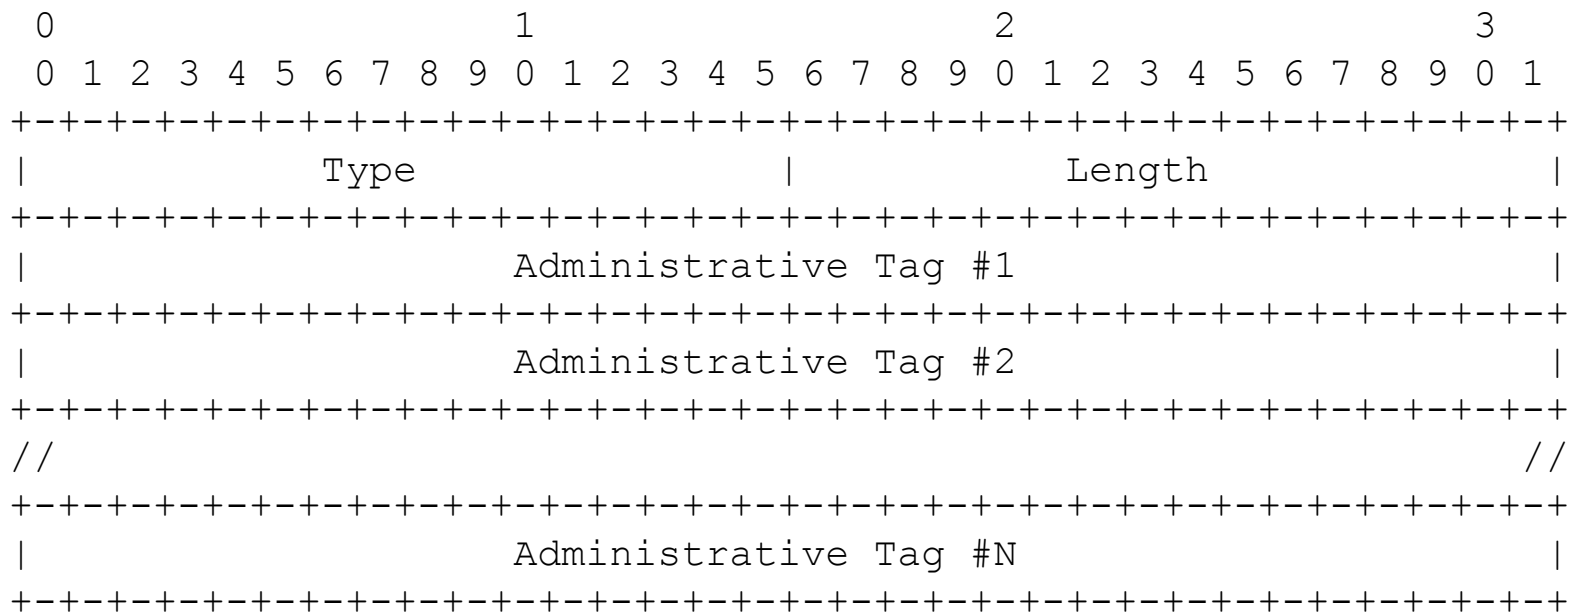 0                   1                   2                   3
 0 1 2 3 4 5 6 7 8 9 0 1 2 3 4 5 6 7 8 9 0 1 2 3 4 5 6 7 8 9 0 1
+-+-+-+-+-+-+-+-+-+-+-+-+-+-+-+-+-+-+-+-+-+-+-+-+-+-+-+-+-+-+-+-+
|            Type               |           Length              |
+-+-+-+-+-+-+-+-+-+-+-+-+-+-+-+-+-+-+-+-+-+-+-+-+-+-+-+-+-+-+-+-+
|                    Administrative Tag #1                      |
+-+-+-+-+-+-+-+-+-+-+-+-+-+-+-+-+-+-+-+-+-+-+-+-+-+-+-+-+-+-+-+-+
|                    Administrative Tag #2                      |
+-+-+-+-+-+-+-+-+-+-+-+-+-+-+-+-+-+-+-+-+-+-+-+-+-+-+-+-+-+-+-+-+
//                                                             //
+-+-+-+-+-+-+-+-+-+-+-+-+-+-+-+-+-+-+-+-+-+-+-+-+-+-+-+-+-+-+-+-+
|                    Administrative Tag #N                      |
+-+-+-+-+-+-+-+-+-+-+-+-+-+-+-+-+-+-+-+-+-+-+-+-+-+-+-+-+-+-+-+-+